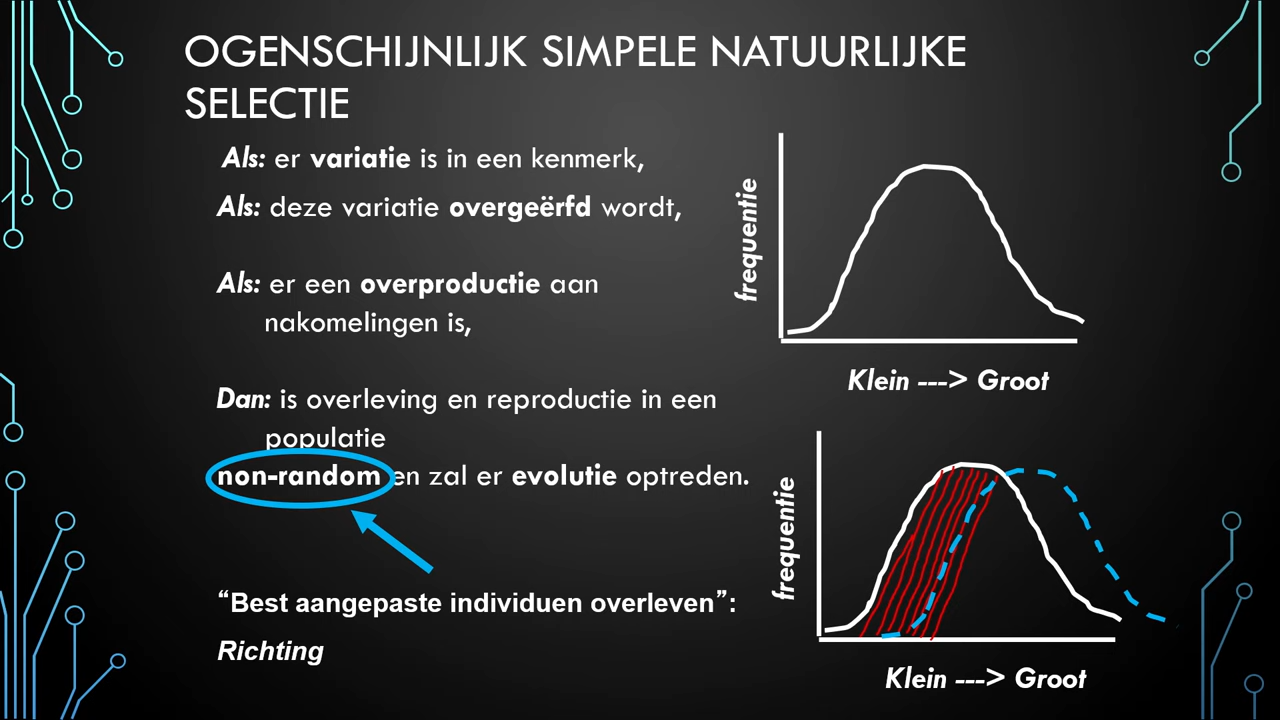 OGENSCHIJNLIJK SIMPELE NATUURLIJKE
SELECTIE
Als: er variatie is in een kenmerk,
Als: deze variatie overgeërfd wordt,
Als: er een overproductie aan
nakomelingen is,
Dan: is overleving en reproductie in een
populatie
non-random en zal er evolutie optreden.
“Best aangepaste individuen overleven”:
Richting
frequentie
Klein ---> Groot
frequentie
Klein ---> Groot